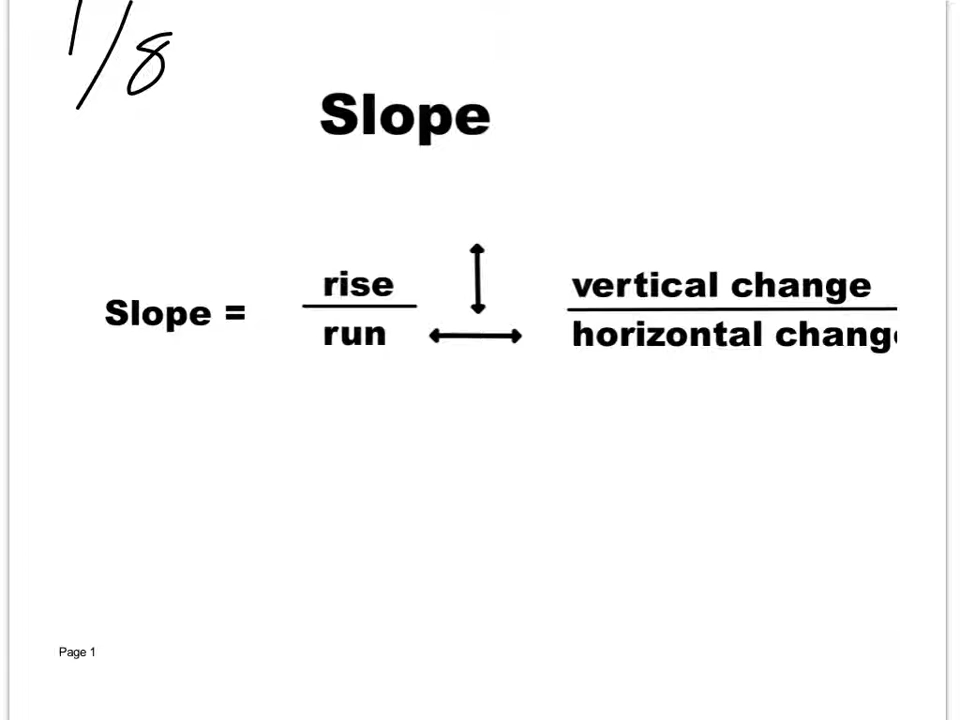 1/8
Slope
Slope = rise/run vertical change/horizontal chang
Page 1